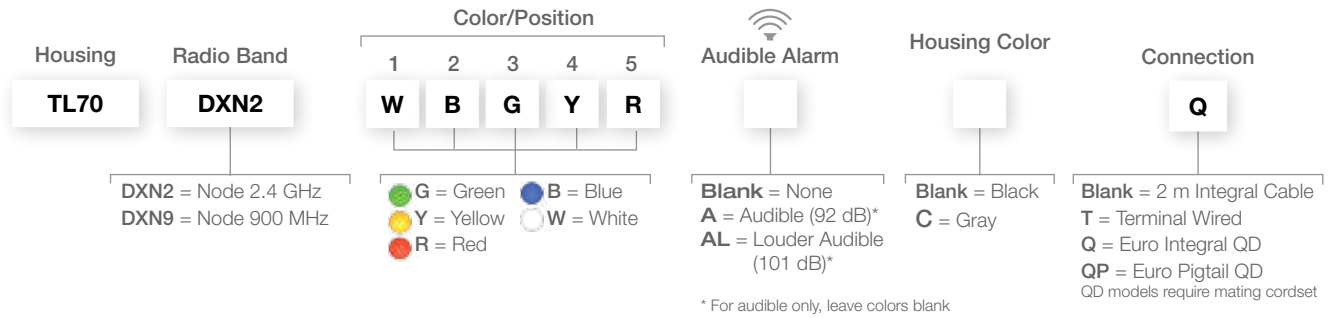 Color/Position
Housing
Radio Band
1 2 3 4 5
Audible Alarm
Housing Color
Connection
TL70
DXN2
W B G Y R
Q
DXN2 = Node 2.4 GHz
DXN9 = Node 900 MHz
G = Green B = Blue
Y = Yellow W = White
R = Red
Blank = None
A = Audible (92 dB)*
AL = Louder Audible
(101 dB)*
* For audible only, leave colors blank
Blank = Black
C = Gray
Blank = 2 m Integral Cable
T = Terminal Wired
Q = Euro Integral QD
QP = Euro Pigtail QD
QD models require mating cordset